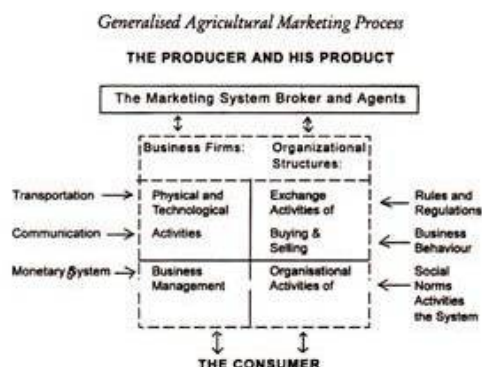 Generalised Agricultural Marketing Process
THE PRODUCER AND HIS PRODUCT
The Marketing System Broker and Agents
Business Firms:
Organizational
Structures:
Transportation
Physical and
Technological
Exchange
Activities of
Rules and
Regulations
Communication
Activities
Buying &
Selling
Business
Behaviour
Monetary System
Business
Management
Organisational
Activities of
Social
Norms
Activities
the System
THE CONSUMER